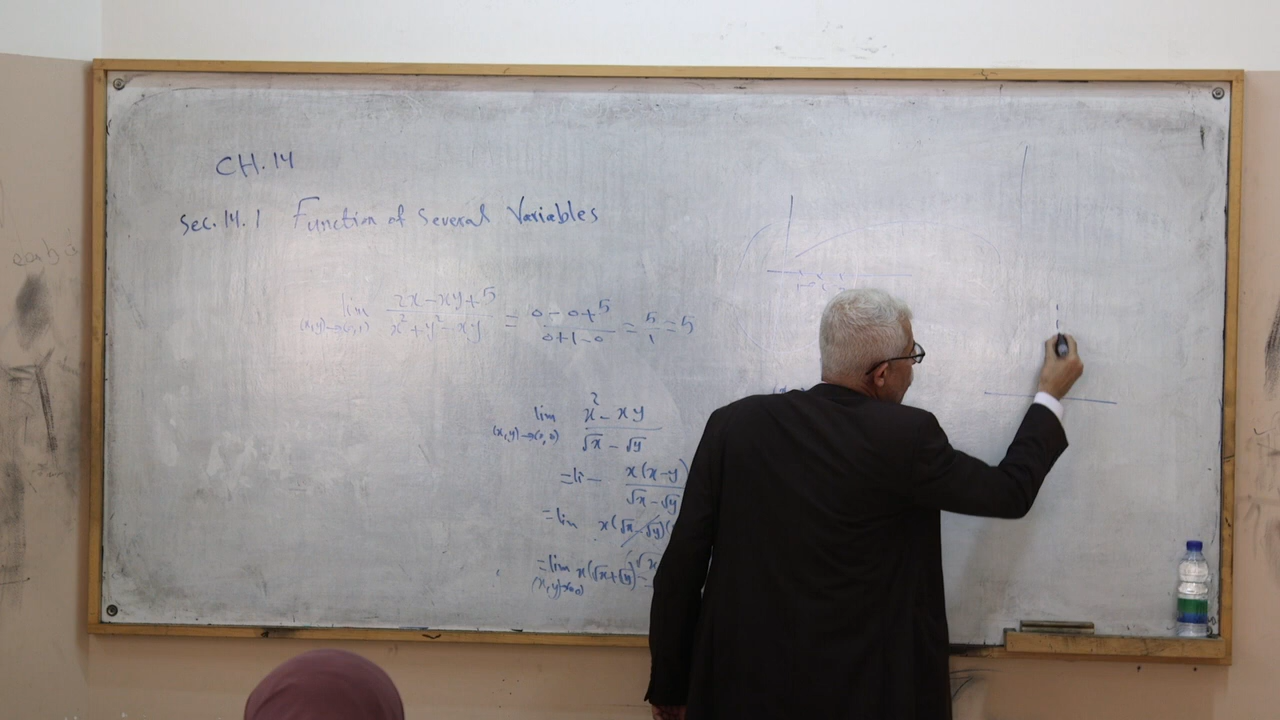 CH.14
Sec. 14.1 Function of Several Variables
lim (x,y)→(0,1) 2x-xy+5 / x²+y²-xy = 0-0+5 / 0+1-0 = 5/1 = 5
lim (x,y)→(0,0) x²-xy / √x-√y
=li- x(x-y) / √x-√y
=lim x(√x-√y)(
=lim (x,y)→(0,0) x(√x+√y)=